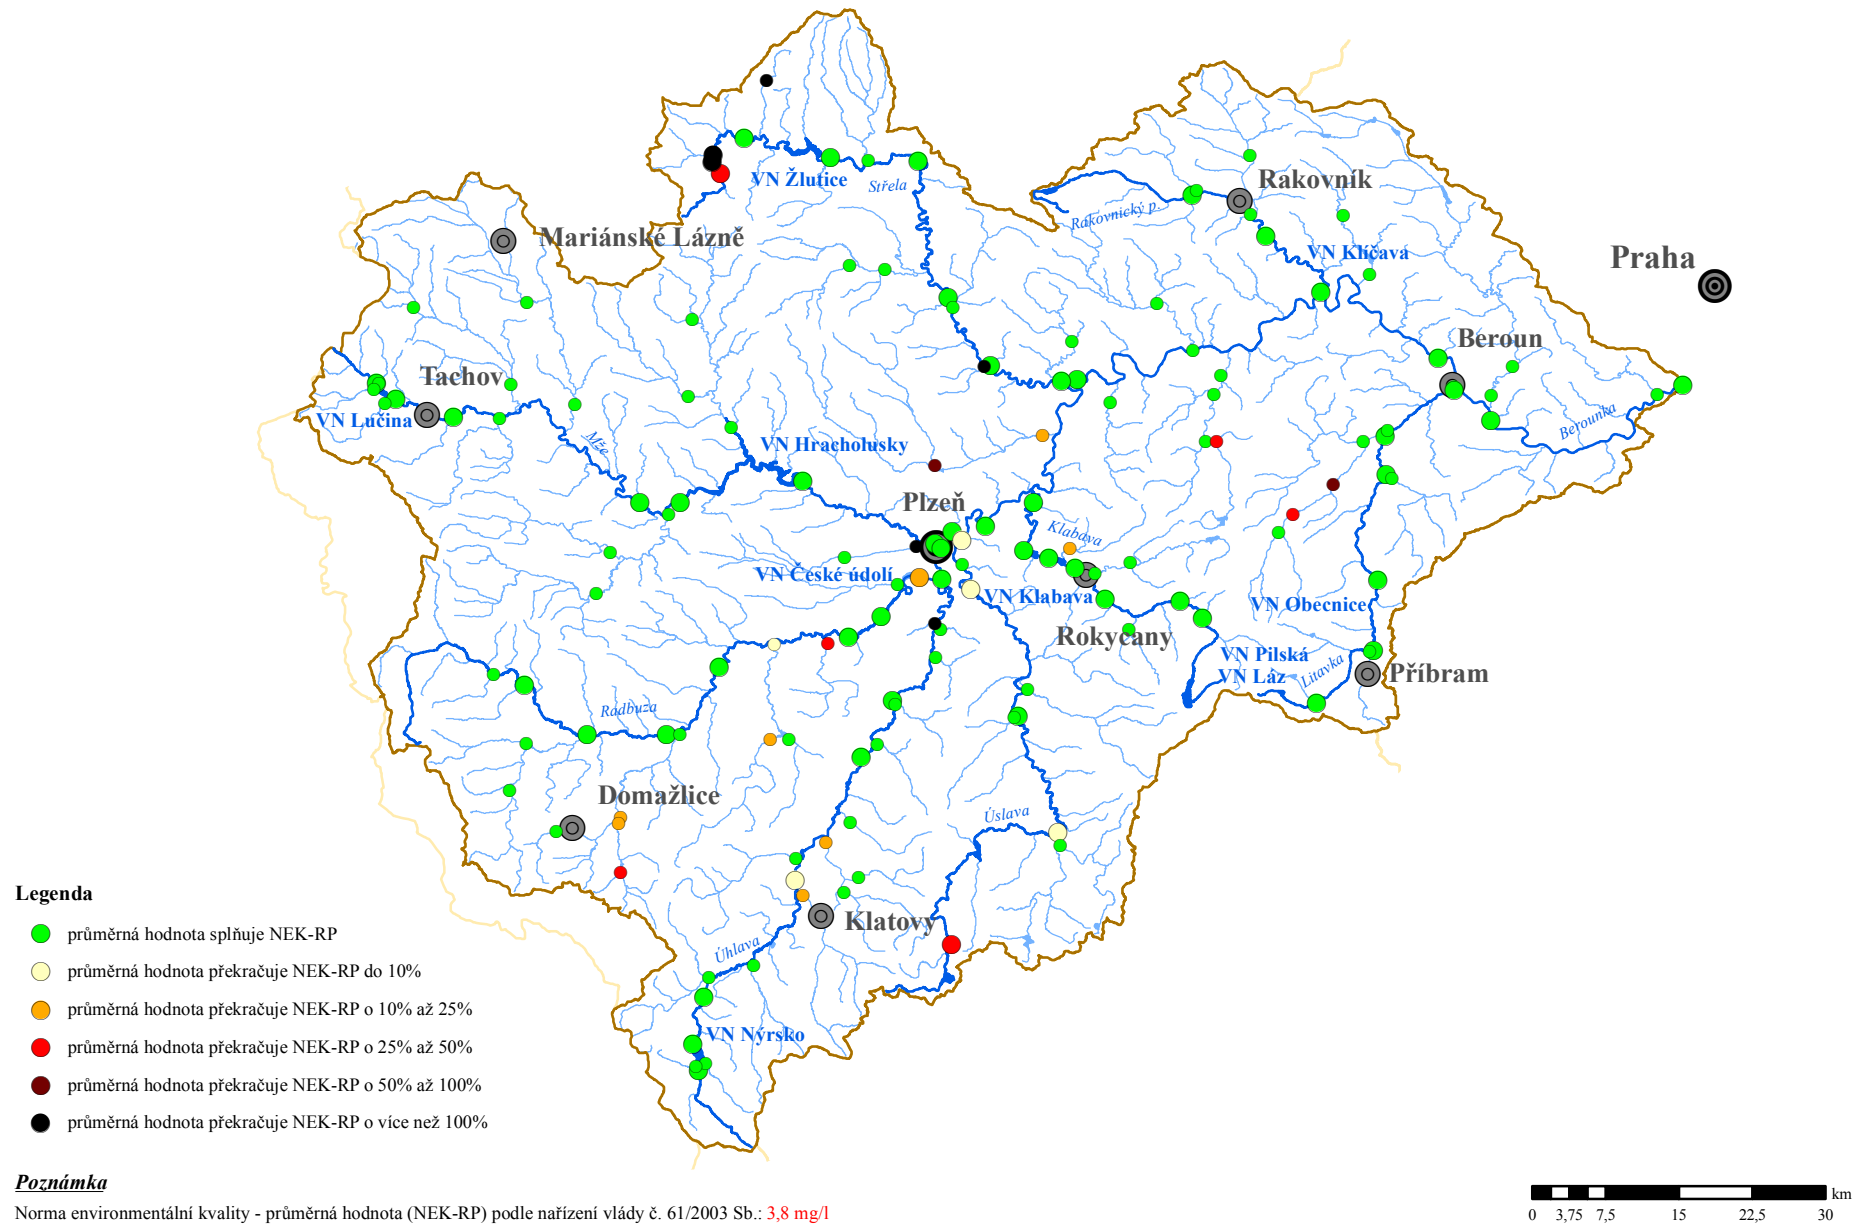 VN Žlutice
Střela
Rakovník
Rakovnický p.
Mariánské Lázně
VN Klíčava
Praha
Beroun
Tachov
VN Lučina
Mže
VN Hracholusky
Berounka
Plzeň
Klabava
VN České údolí
VN Klabava
VN Obecnice
Rokycany
VN Pilská
VN Láz
Litavka
Příbram
Radbuza
Domažlice
Úslava
Klatovy
Úhlava
VN Nýrsko
Legenda
průměrná hodnota splňuje NEK-RP
průměrná hodnota překračuje NEK-RP do 10%
průměrná hodnota překračuje NEK-RP o 10% až 25%
průměrná hodnota překračuje NEK-RP o 25% až 50%
průměrná hodnota překračuje NEK-RP o 50% až 100%
průměrná hodnota překračuje NEK-RP o více než 100%
Poznámka
Norma environmentální kvality - průměrná hodnota (NEK-RP) podle nařízení vlády č. 61/2003 Sb.: 3,8 mg/l
km
0 3,75 7,5 15 22,5 30